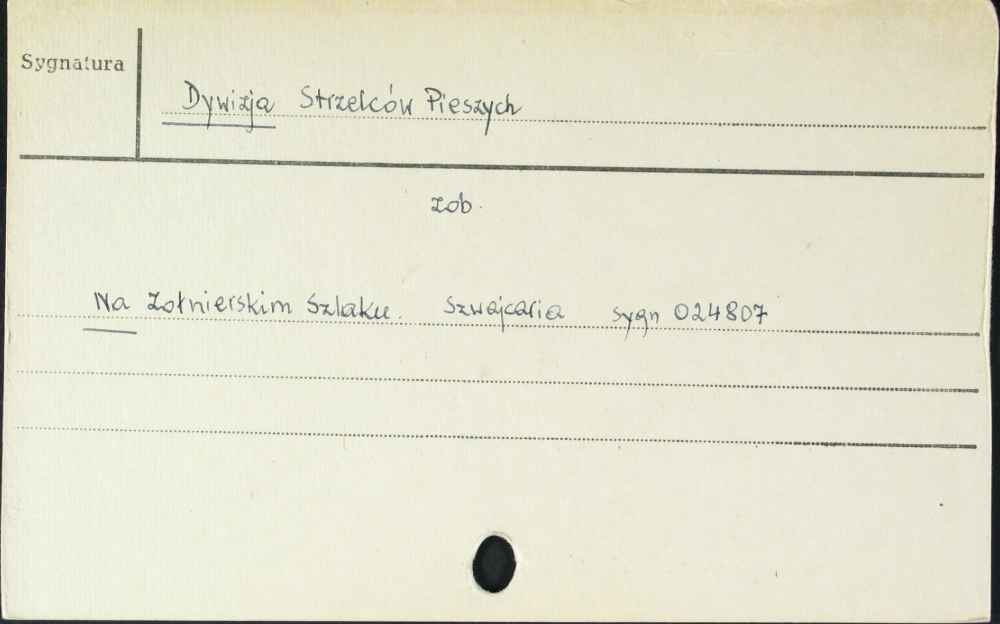 Sygnatura
Dywizja Strzelców Pieszych
zob.
Na Żołnierskim Szlaku. Szwajcaria sygn 024807